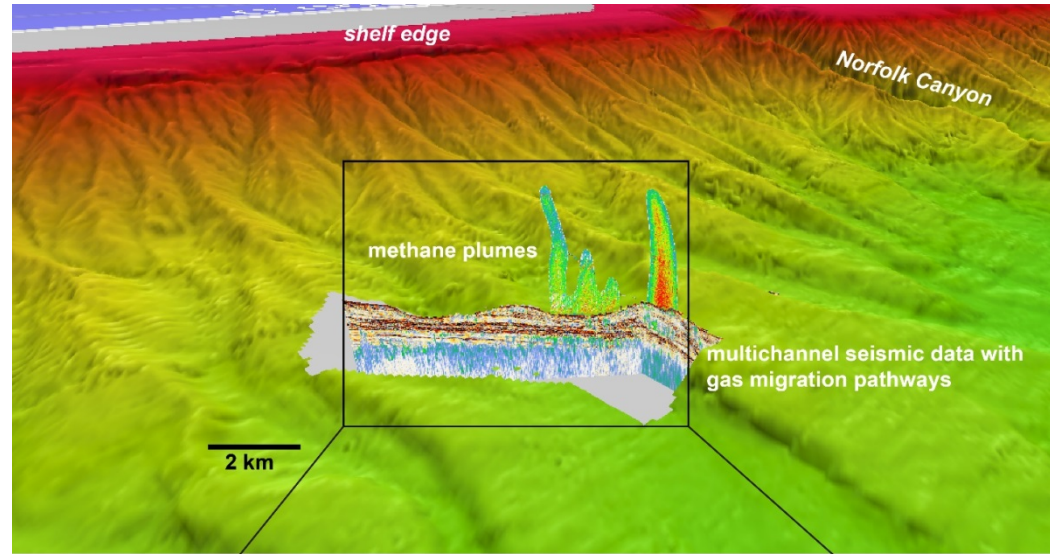 shelf edge
Norfolk Canyon
methane plumes
multichannel seismic data with
gas migration pathways
2 km